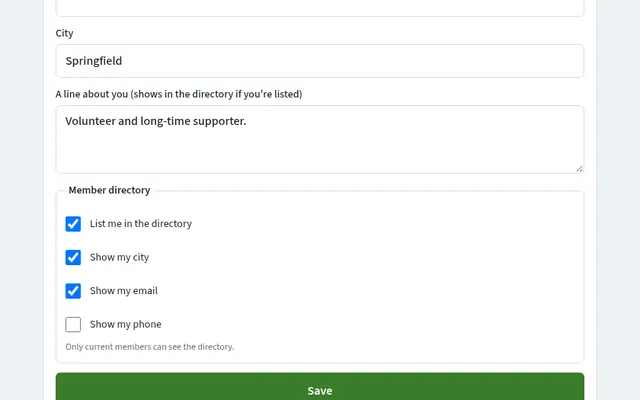 City
Springfield
A line about you (shows in the directory if you're listed)
Volunteer and long-time supporter.
Member directory
List me in the directory
Show my city
Show my email
Show my phone
Only current members can see the directory.
Save